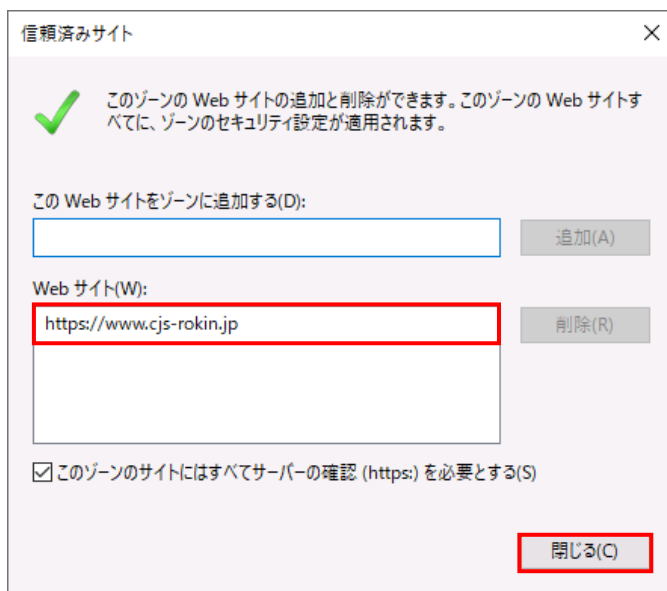 信頼済みサイト
このゾーンの Web サイトの追加と削除ができます。このゾーンの Web サイトす
べてに、ゾーンのセキュリティ設定が適用されます。
この Web サイトをゾーンに追加する(D):
追加(A)
Web サイト(W):
https://www.cjs-rokin.jp
削除(R)
このゾーンのサイトにはすべてサーバーの確認 (https:) を必要とする(S)
閉じる(C)